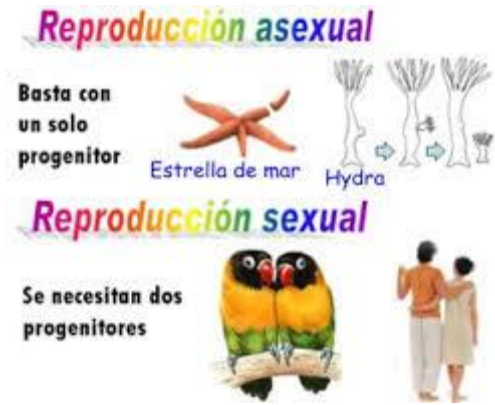 Reproducción asexual
Basta con
un solo
progenitor
Estrella de mar
Hydra
Reproducción sexual
Se necesitan dos
progenitores